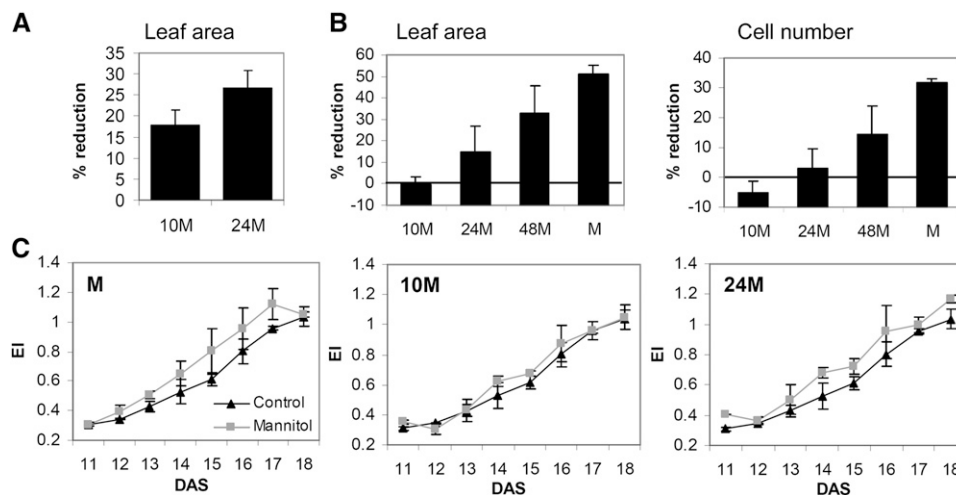 A
Leaf area
% reduction
35
30
25
20
15
10
5
0
10M 24M
B
Leaf area
% reduction
60
50
40
30
20
10
0
-10
10M 24M 48M M
Cell number
% reduction
40
30
20
10
0
-10
10M 24M 48M M
C
M
EI
1.4
1.2
1
0.8
0.6
0.4
0.2
Control
Mannitol
11 12 13 14 15 16 17 18
DAS
10M
EI
1.4
1.2
1
0.8
0.6
0.4
0.2
11 12 13 14 15 16 17 18
DAS
24M
EI
1.4
1.2
1
0.8
0.6
0.4
0.2
11 12 13 14 15 16 17 18
DAS